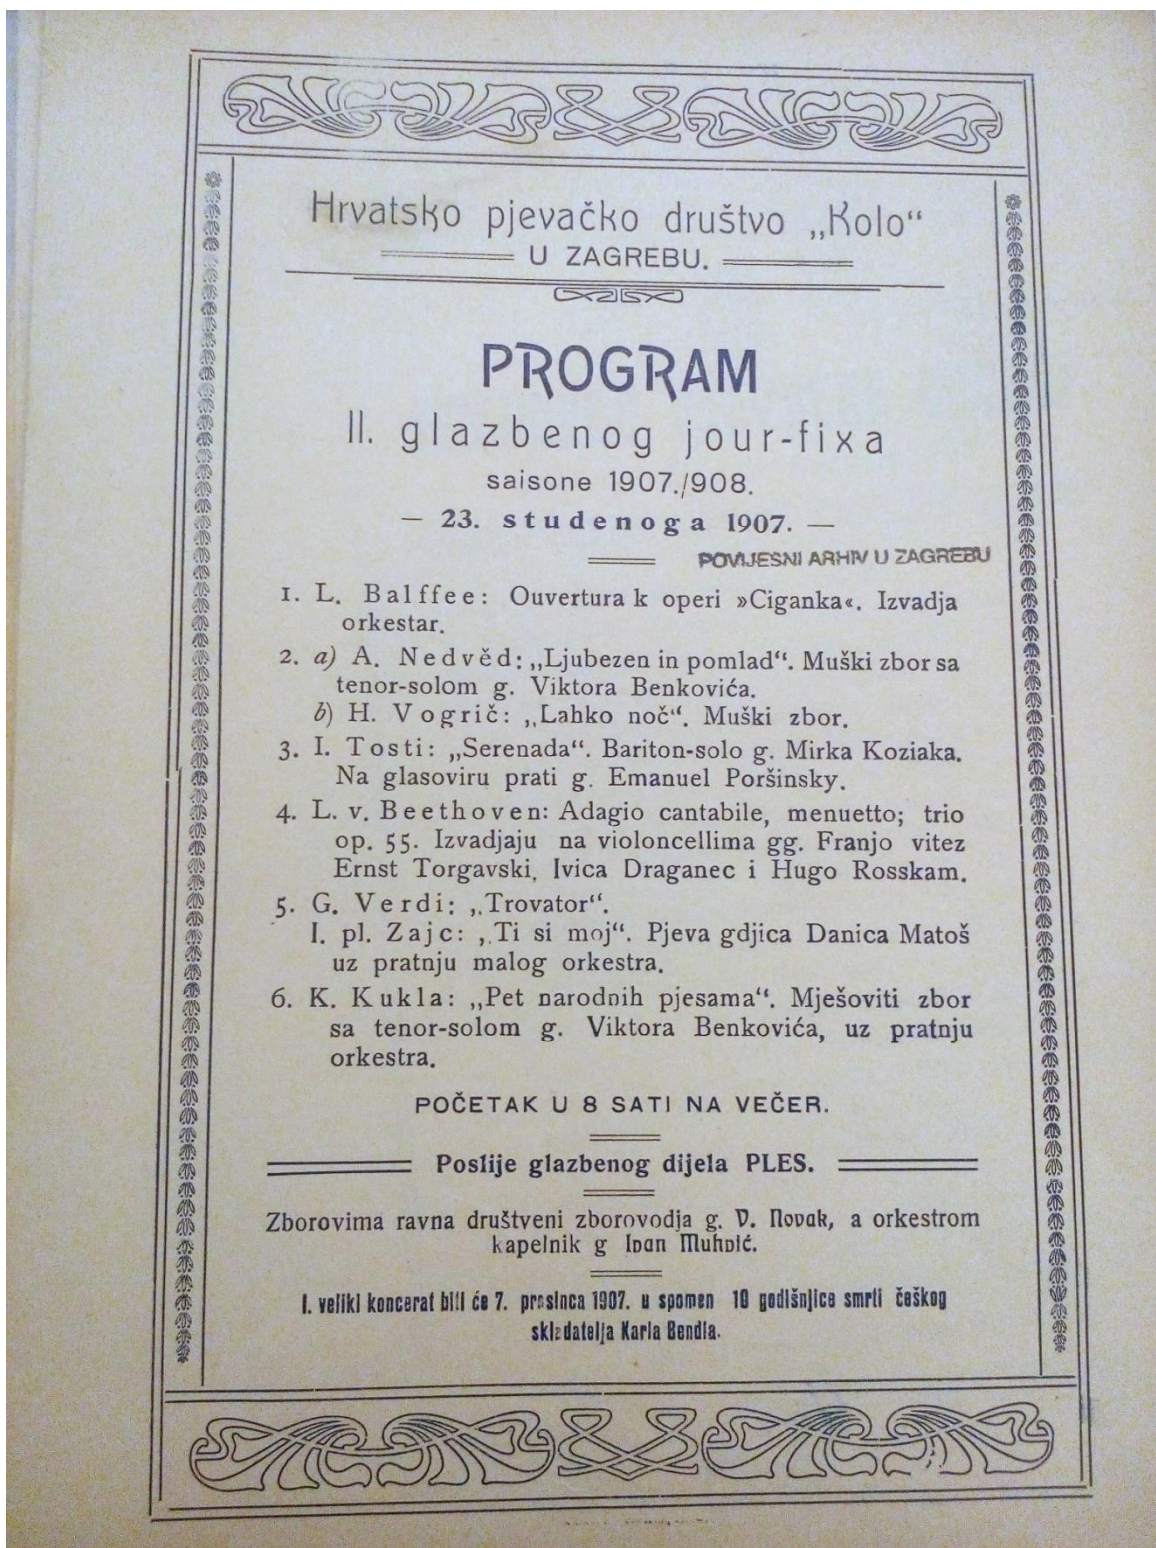 Hrvatsko pjevačko društvo „Kolo“
U ZAGREBU.
PROGRAM
II. glazbenog jour-fixa
saisone 1907./908.
— 23. studenoga 1907. —
POVIJESNI ARHIV U ZAGREBU
1. L. Balffee: Ouvertura k operi »Ciganka«. Izvadja
orkestar.
2. a) A. Nedvĕd: „Ljubezen in pomlad“. Muški zbor sa
tenor-solom g. Viktora Benkovića.
b) H. Vogrič: „Lahko noč“. Muški zbor.
3. I. Tosti: „Serenada“. Bariton-solo g. Mirka Koziaka.
Na glasoviru prati g. Emanuel Poršinsky.
4. L. v. Beethoven: Adagio cantabile, menuetto; trio
op. 55. Izvadjaju na violoncellima gg. Franjo vitez
Ernst Torgavski, Ivica Draganec i Hugo Rosskam.
5. G. Verdi: „Trovator“.
I. pl. Zajc: „Ti si moj“. Pjeva gdjica Danica Matoš
uz pratnju malog orkestra.
6. K. Kukla: „Pet narodnih pjesama“. Mješoviti zbor
sa tenor-solom g. Viktora Benkovića, uz pratnju
orkestra.
POČETAK U 8 SATI NA VEČER.
Poslije glazbenog dijela PLES.
Zborovima ravna društveni zborovodja g. V. Novak, a orkestrom
kapelnik g Ivan Muhvić.
I. veliki koncerat biti će 7. prosinca 1907. u spomen 10 godišnjice smrti češkog
skladatelja Karla Bendla.